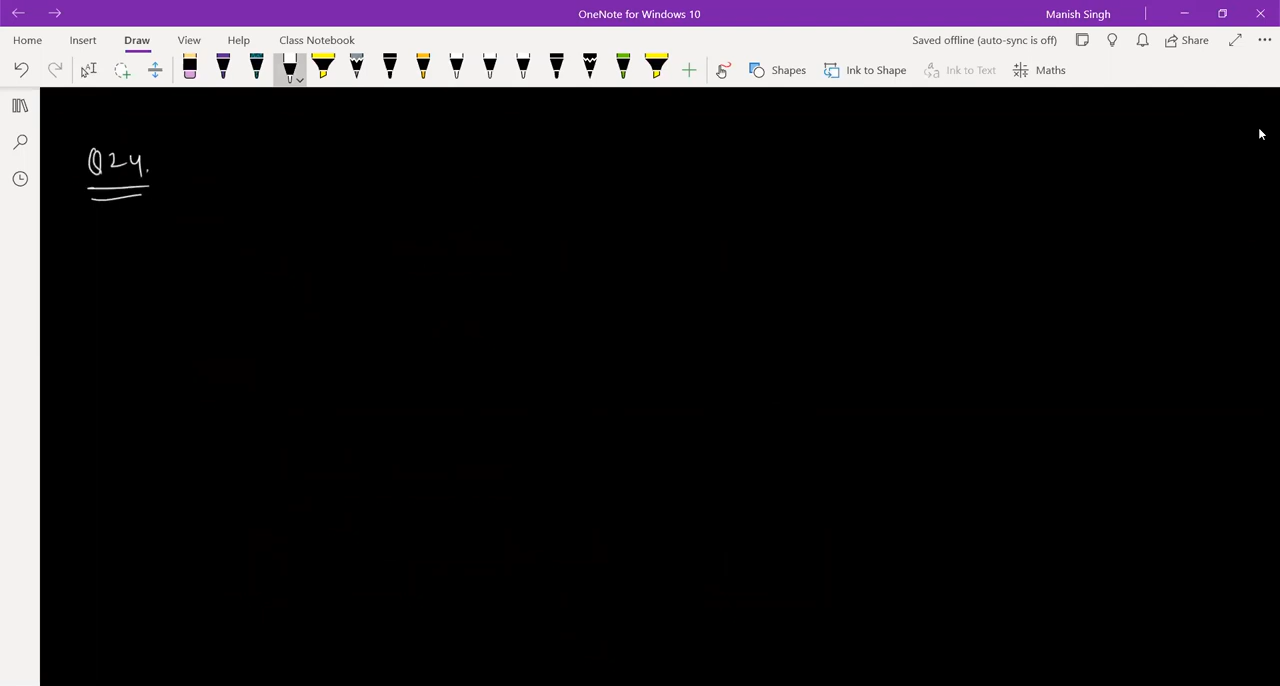 OneNote for Windows 10
Manish Singh
Home Insert Draw View Help Class Notebook
Saved offline (auto-sync is off) Share
Shapes Ink to Shape Ink to Text Maths
Q24.